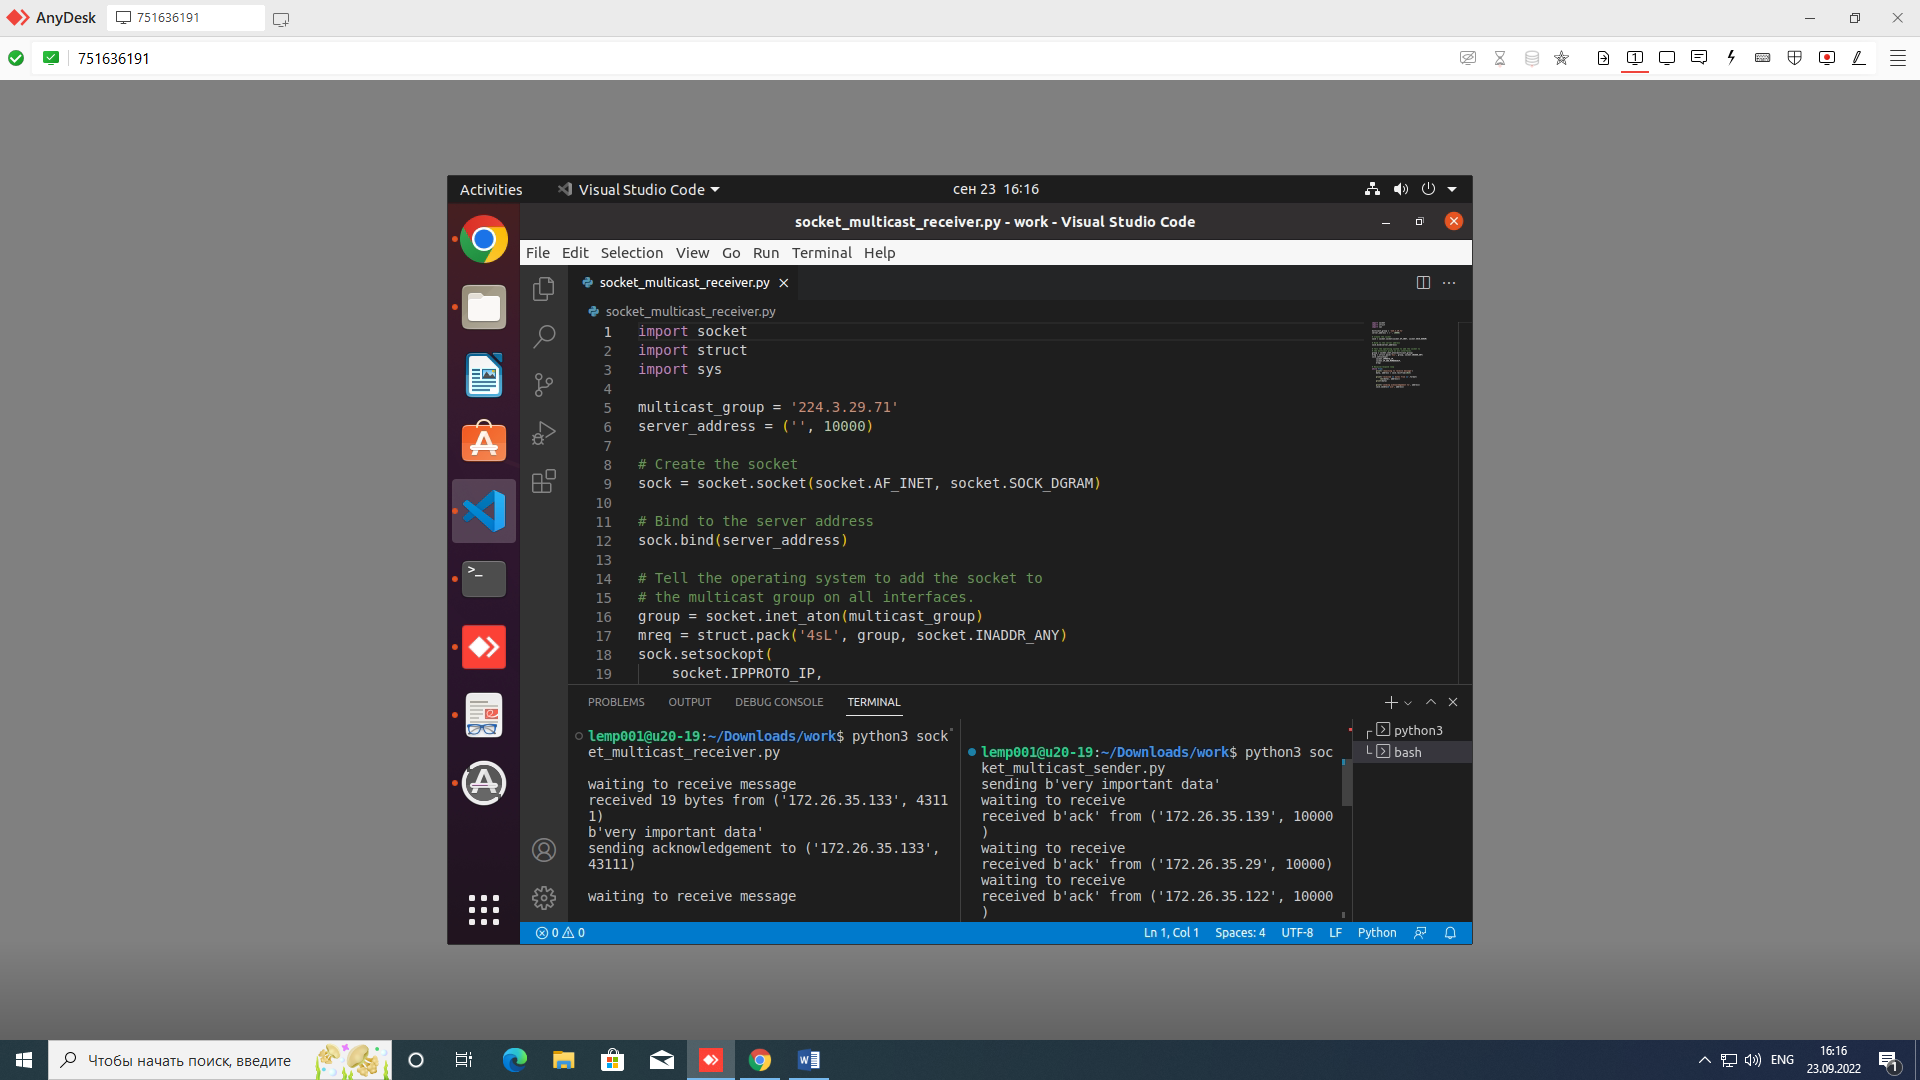 AnyDesk
751636191
751636191
Activities
Visual Studio Code
сен 23 16:16
socket_multicast_receiver.py - work - Visual Studio Code
File Edit Selection View Go Run Terminal Help
socket_multicast_receiver.py
socket_multicast_receiver.py
1 import socket
2 import struct
3 import sys
4
5 multicast_group = '224.3.29.71'
6 server_address = ('', 10000)
7
8 # Create the socket
9 sock = socket.socket(socket.AF_INET, socket.SOCK_DGRAM)
10
11 # Bind to the server address
12 sock.bind(server_address)
13
14 # Tell the operating system to add the socket to
15 # the multicast group on all interfaces.
16 group = socket.inet_aton(multicast_group)
17 mreq = struct.pack('4sL', group, socket.INADDR_ANY)
18 sock.setsockopt(
19 socket.IPPROTO_IP,
PROBLEMS OUTPUT DEBUG CONSOLE TERMINAL
lemp001@u20-19:~/Downloads/work$ python3 sock
et_multicast_receiver.py
waiting to receive message
received 19 bytes from ('172.26.35.133', 4311
1)
b'very important data'
sending acknowledgement to ('172.26.35.133',
43111)
waiting to receive message
lemp001@u20-19:~/Downloads/work$ python3 soc
ket_multicast_sender.py
sending b'very important data'
waiting to receive
received b'ack' from ('172.26.35.139', 10000
)
waiting to receive
received b'ack' from ('172.26.35.29', 10000)
waiting to receive
received b'ack' from ('172.26.35.122', 10000
)
python3
bash
0 0
Ln 1, Col 1 Spaces: 4 UTF-8 LF Python
Чтобы начать поиск, введите
ENG
16:16
23.09.2022
1